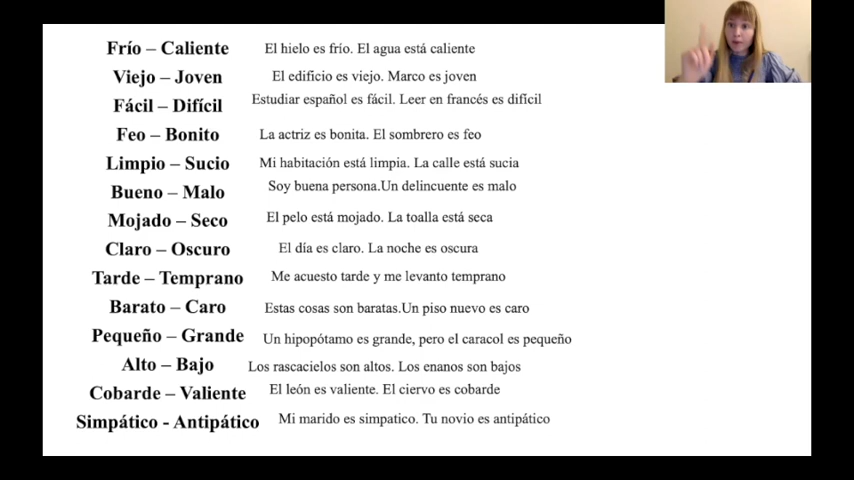 Frío – Caliente El hielo es frío. El agua está caliente
Viejo – Joven El edificio es viejo. Marco es joven
Fácil – Difícil Estudiar español es fácil. Leer en francés es difícil
Feo – Bonito La actriz es bonita. El sombrero es feo
Limpio – Sucio Mi habitación está limpia. La calle está sucia
Bueno – Malo Soy buena persona.Un delincuente es malo
Mojado – Seco El pelo está mojado. La toalla está seca
Claro – Oscuro El día es claro. La noche es oscura
Tarde – Temprano Me acuesto tarde y me levanto temprano
Barato – Caro Estas cosas son baratas.Un piso nuevo es caro
Pequeño – Grande Un hipopótamo es grande, pero el caracol es pequeño
Alto – Bajo Los rascacielos son altos. Los enanos son bajos
Cobarde – Valiente El león es valiente. El ciervo es cobarde
Simpático - Antipático Mi marido es simpatico. Tu novio es antipático